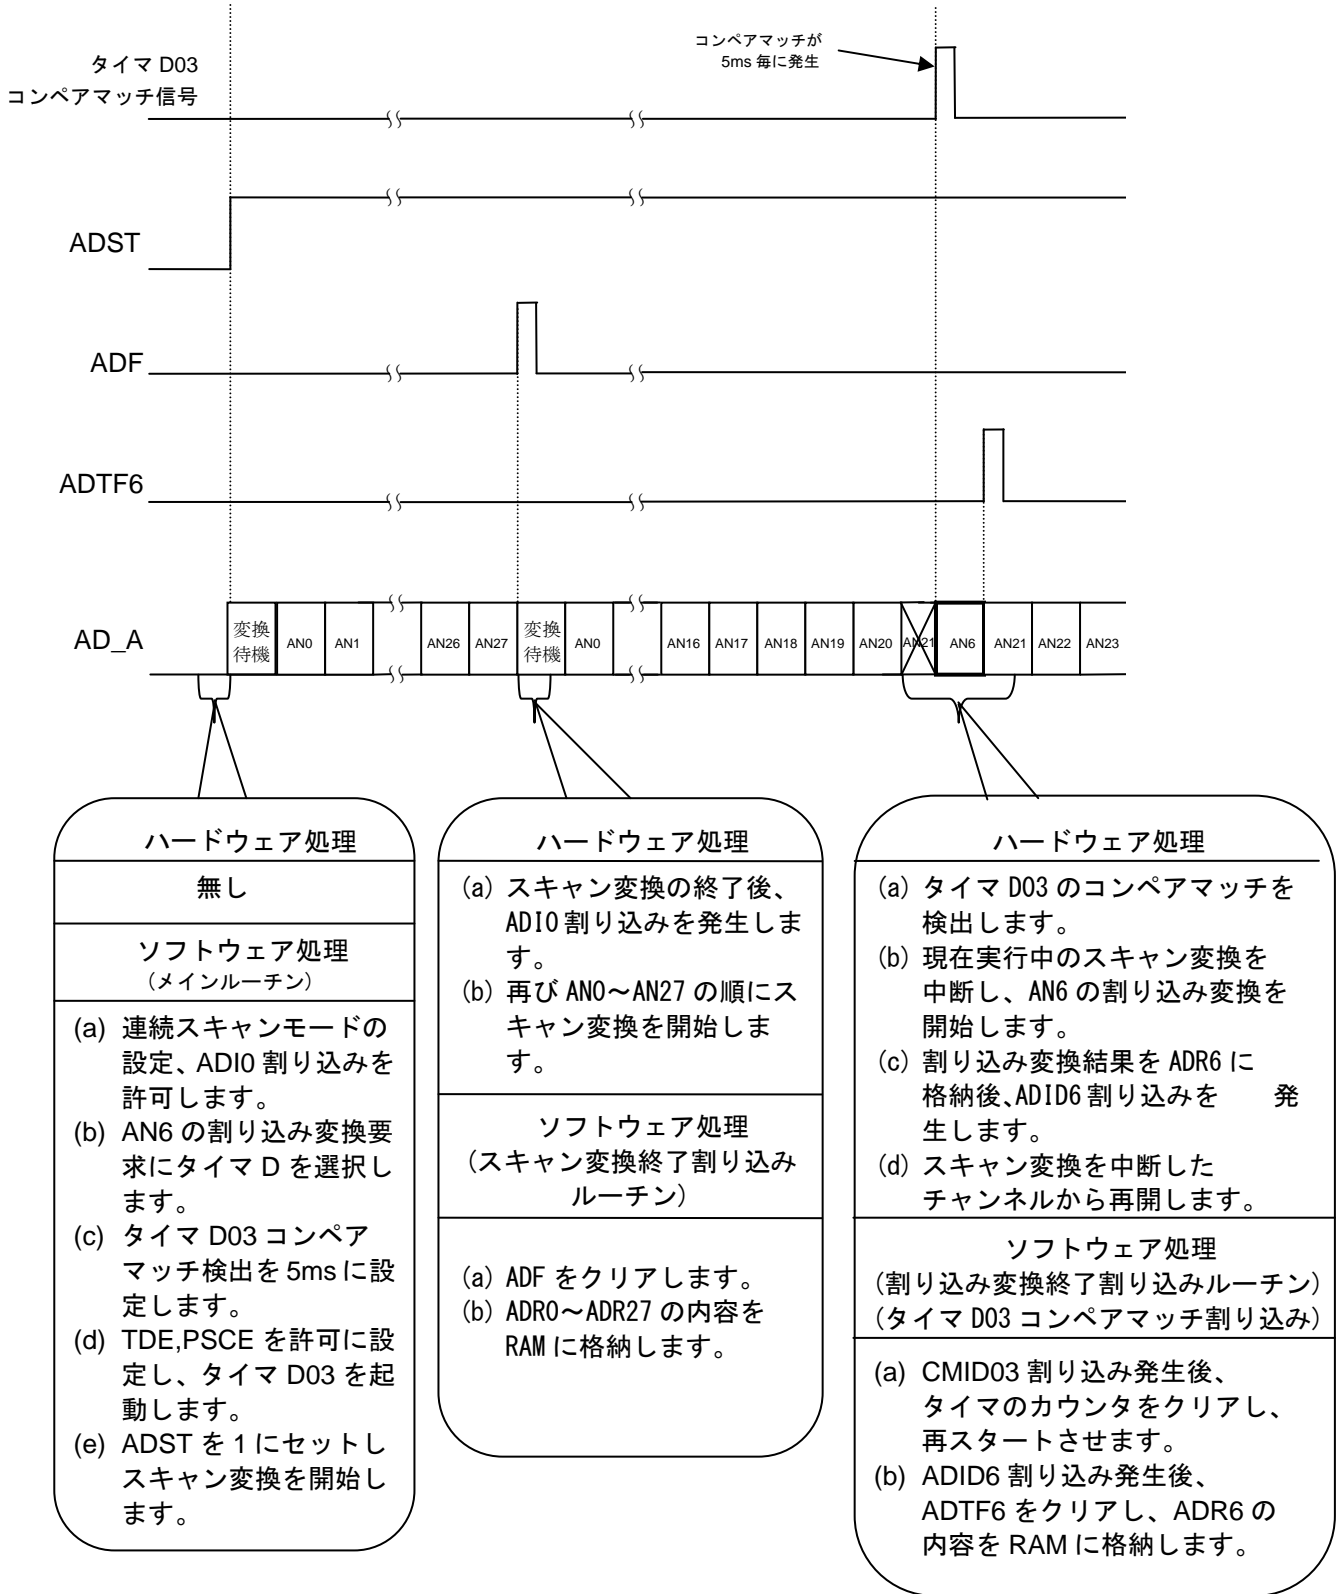 コンペアマッチが
5ms 毎に発生
タイマ D03
コンペアマッチ信号
ADST
ADF
ADTF6
AD_A
変換
待機
AN0
AN1
AN26
AN27
変換
待機
AN0
AN16
AN17
AN18
AN19
AN20
AN21
AN6
AN21
AN22
AN23
ハードウェア処理
無し
ソフトウェア処理
(メインルーチン)
(a) 連続スキャンモードの
設定、ADI0 割り込みを
許可します。
(b) AN6 の割り込み変換要
求にタイマ D を選択し
ます。
(c) タイマ D03 コンペア
マッチ検出を 5ms に設
定します。
(d) TDE,PSCE を許可に設
定し、タイマ D03 を起
動します。
(e) ADST を 1 にセットし
スキャン変換を開始し
ます。
ハードウェア処理
(a) スキャン変換の終了後、
ADI0 割り込みを発生しま
す。
(b) 再び AN0～AN27 の順にス
キャン変換を開始しま
す。
ソフトウェア処理
(スキャン変換終了割り込み
ルーチン)
(a) ADF をクリアします。
(b) ADR0～ADR27 の内容を
RAM に格納します。
ハードウェア処理
(a) タイマ D03 のコンペアマッチを
検出します。
(b) 現在実行中のスキャン変換を
中断し、AN6 の割り込み変換を
開始します。
(c) 割り込み変換結果を ADR6 に
格納後、ADID6 割り込みを 発
生します。
(d) スキャン変換を中断した
チャンネルから再開します。
ソフトウェア処理
(割り込み変換終了割り込みルーチン)
(タイマ D03 コンペアマッチ割り込み)
(a) CMID03 割り込み発生後、
タイマのカウンタをクリアし、
再スタートさせます。
(b) ADID6 割り込み発生後、
ADTF6 をクリアし、ADR6 の
内容を RAM に格納します。